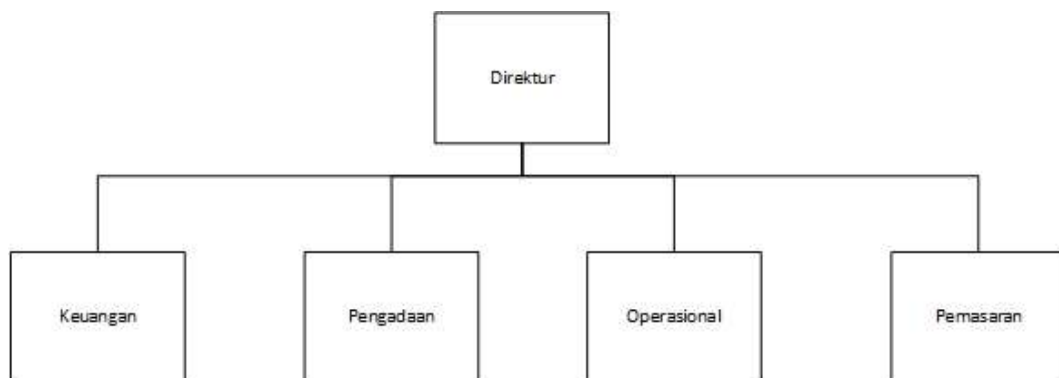 Direktur
Keuangan
Pengadaan
Operasional
Pemasaran